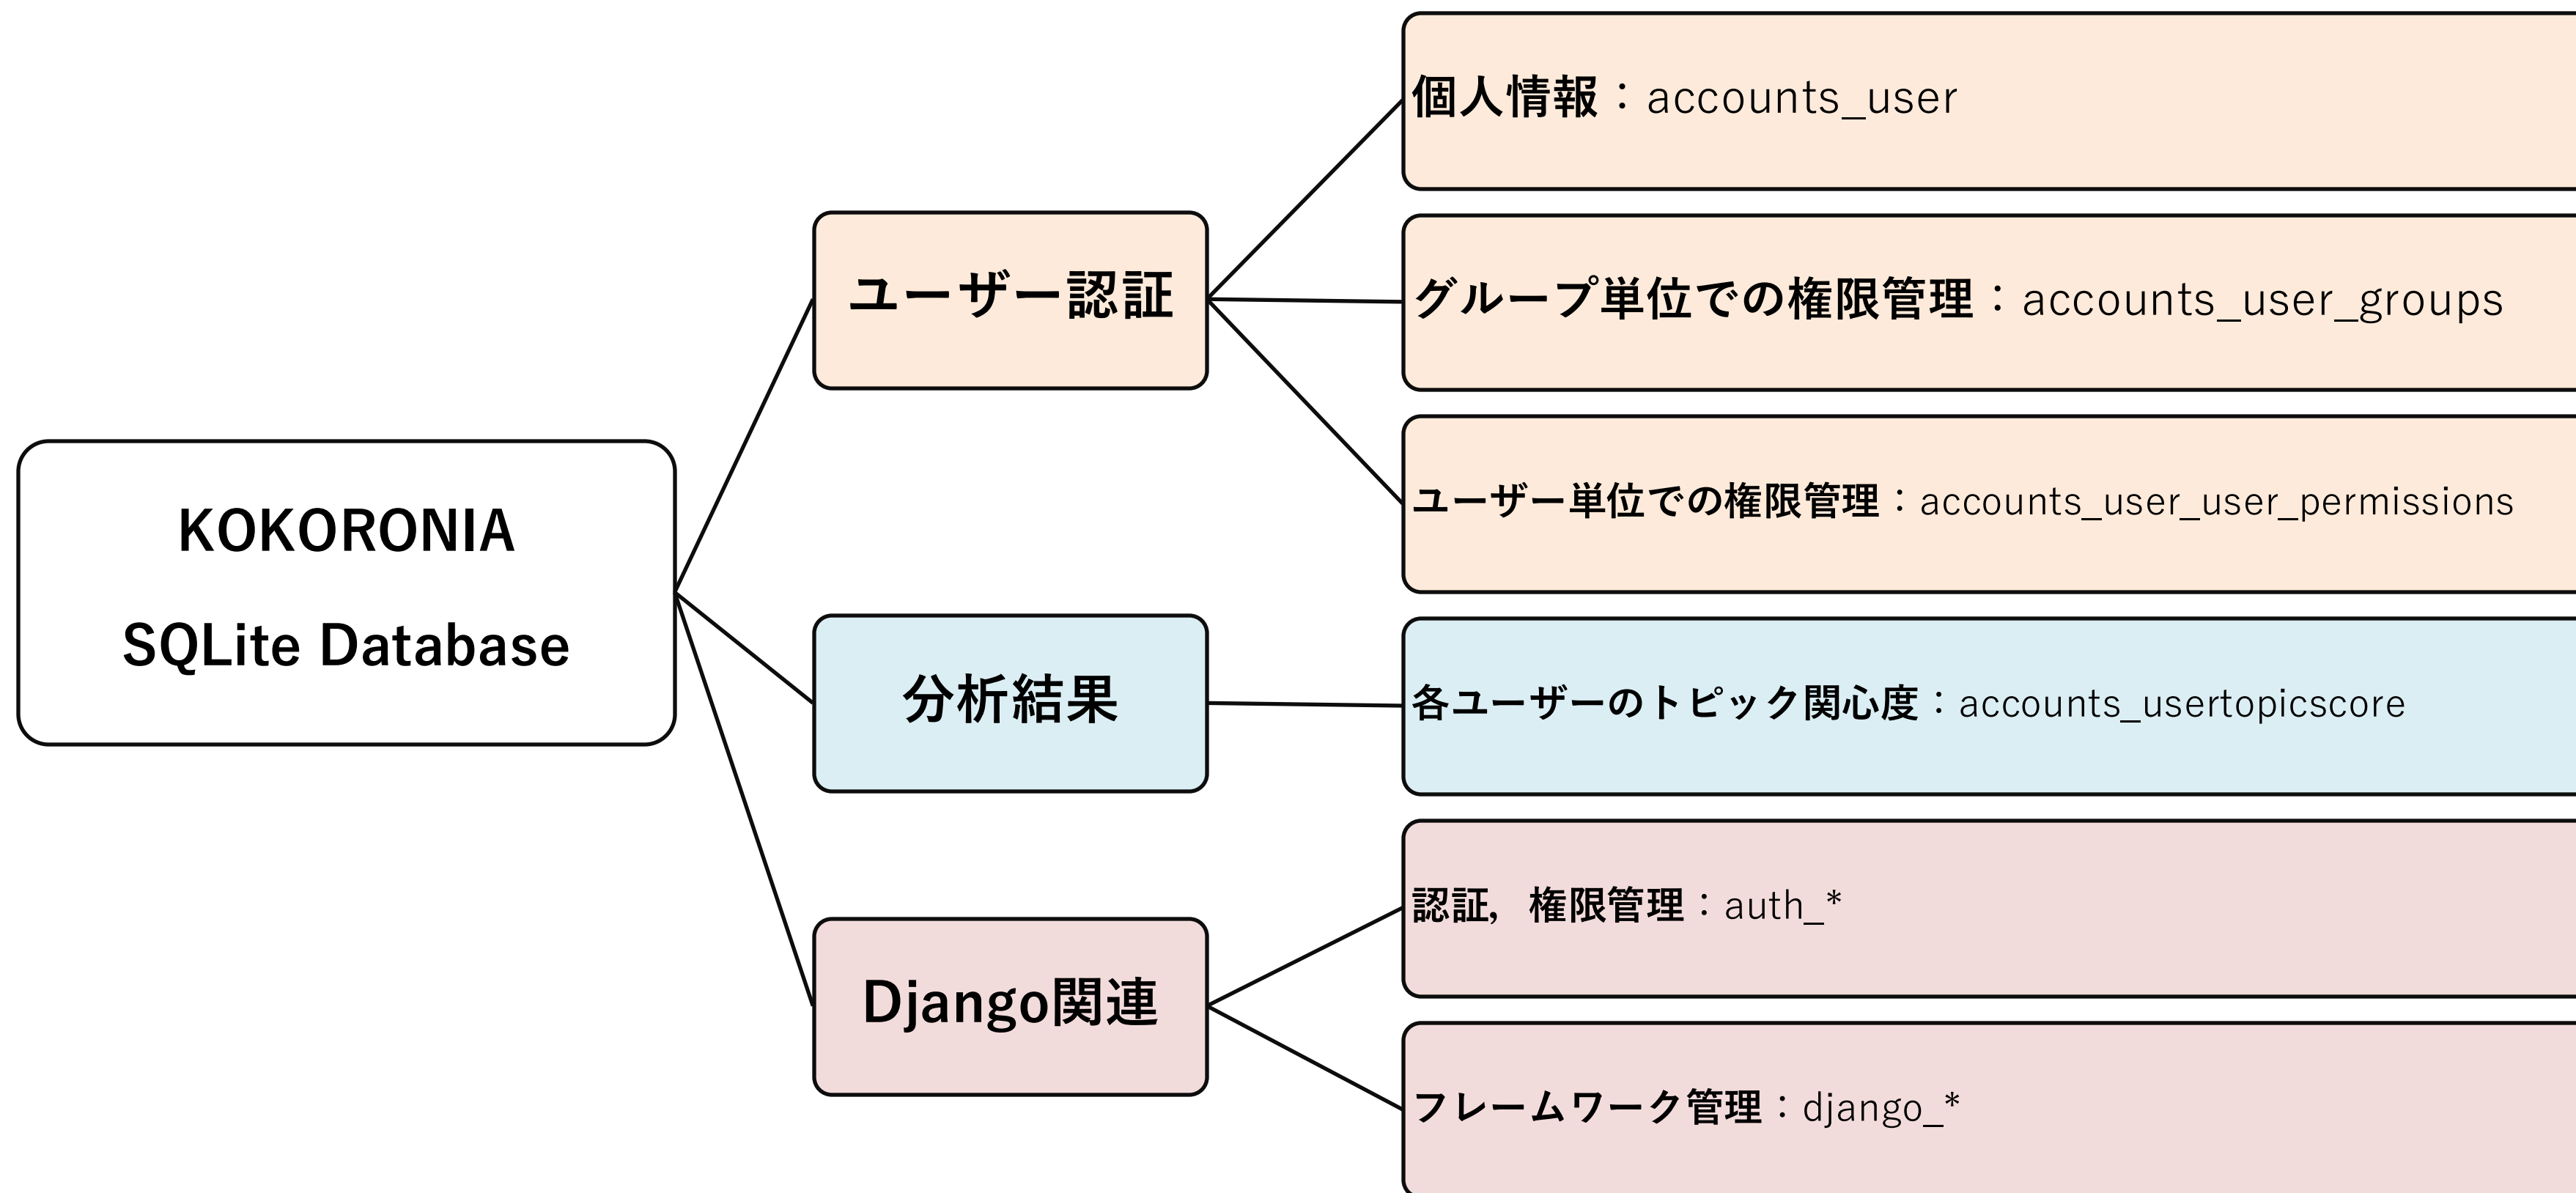 KOKORONIA
SQLite Database
ユーザー認証
個人情報：accounts_user
グループ単位での権限管理：accounts_user_groups
ユーザー単位での権限管理：accounts_user_user_permissions
分析結果
各ユーザーのトピック関心度：accounts_usertopicscore
Django関連
認証，権限管理：auth_*
フレームワーク管理：django_*